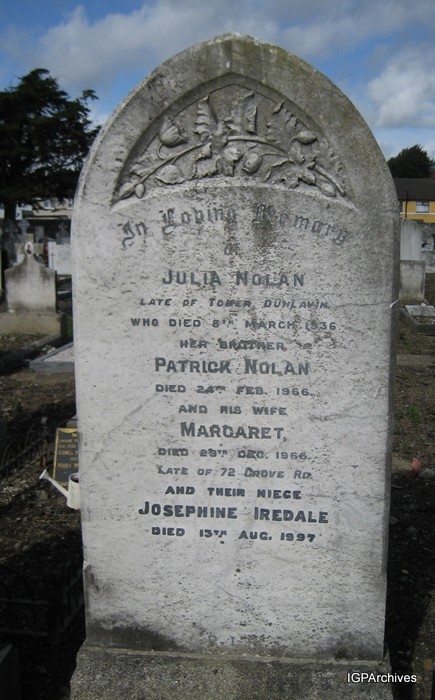 In Loving Memory
of
JULIA NOLAN
LATE OF TOBER DUNLAVIN
WHO DIED 8TH MARCH 1936
HER BROTHER
PATRICK NOLAN
DIED 24TH FEB. 1966
AND HIS WIFE
MARGARET,
DIED 29TH DEC. 1966.
LATE OF 72 GROVE RD.
AND THEIR NIECE
JOSEPHINE IREDALE
DIED 13TH AUG. 1997
IGPArchives